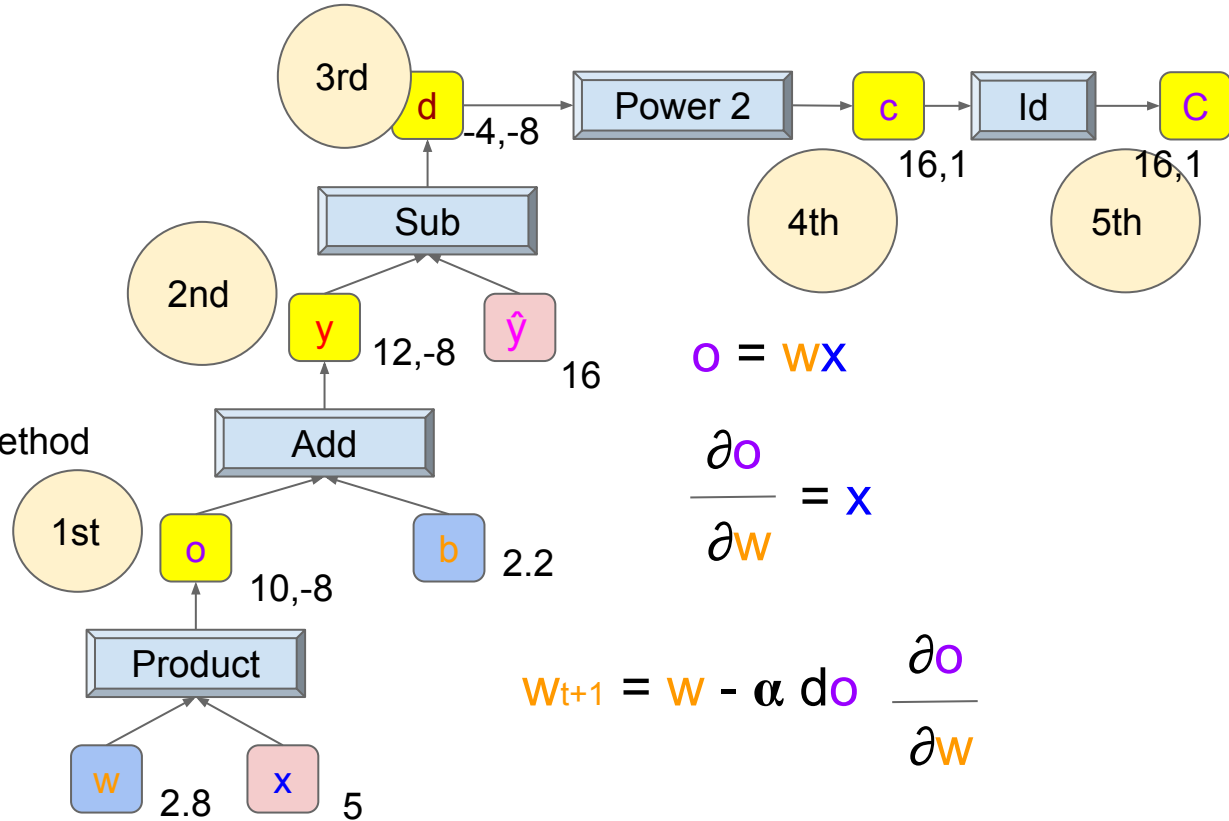 3rd
d
-4,-8
Power 2
c
16,1
Id
C
16,1
Sub
4th
5th
2nd
y
12,-8
ŷ
16
o = wx
ethod
Add
∂o
∂w
= x
1st
o
10,-8
b
2.2
Product
wt+1 = w - α do ∂o
∂w
w
2.8
x
5